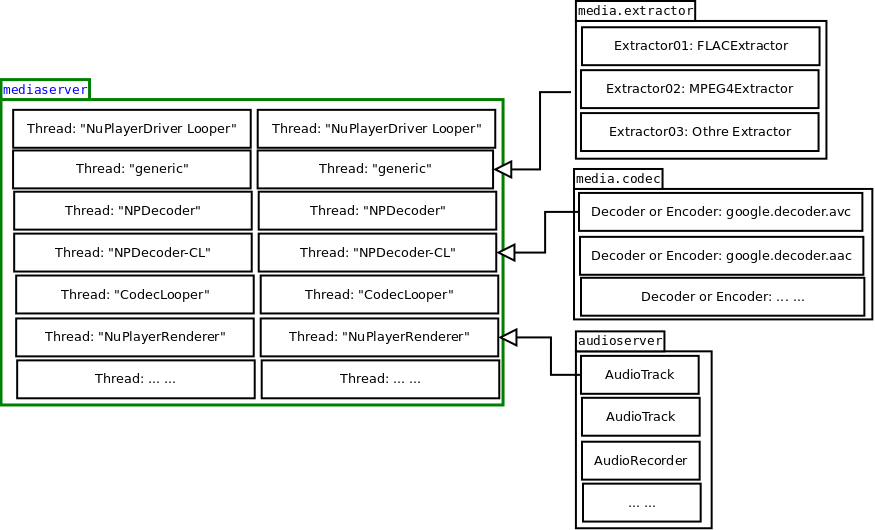 mediaserver
Thread: "NuPlayerDriver Looper"
Thread: "NuPlayerDriver Looper"
Thread: "generic"
Thread: "generic"
Thread: "NPDecoder"
Thread: "NPDecoder"
Thread: "NPDecoder-CL"
Thread: "NPDecoder-CL"
Thread: "CodecLooper"
Thread: "CodecLooper"
Thread: "NuPlayerRenderer"
Thread: "NuPlayerRenderer"
Thread: ... ...
Thread: ... ...
media.extractor
Extractor01: FLACExtractor
Extractor02: MPEG4Extractor
Extractor03: Othre Extractor
media.codec
Decoder or Encoder: google.decoder.avc
Decoder or Encoder: google.decoder.aac
Decoder or Encoder: ... ...
audioserver
AudioTrack
AudioTrack
AudioRecorder
... ...